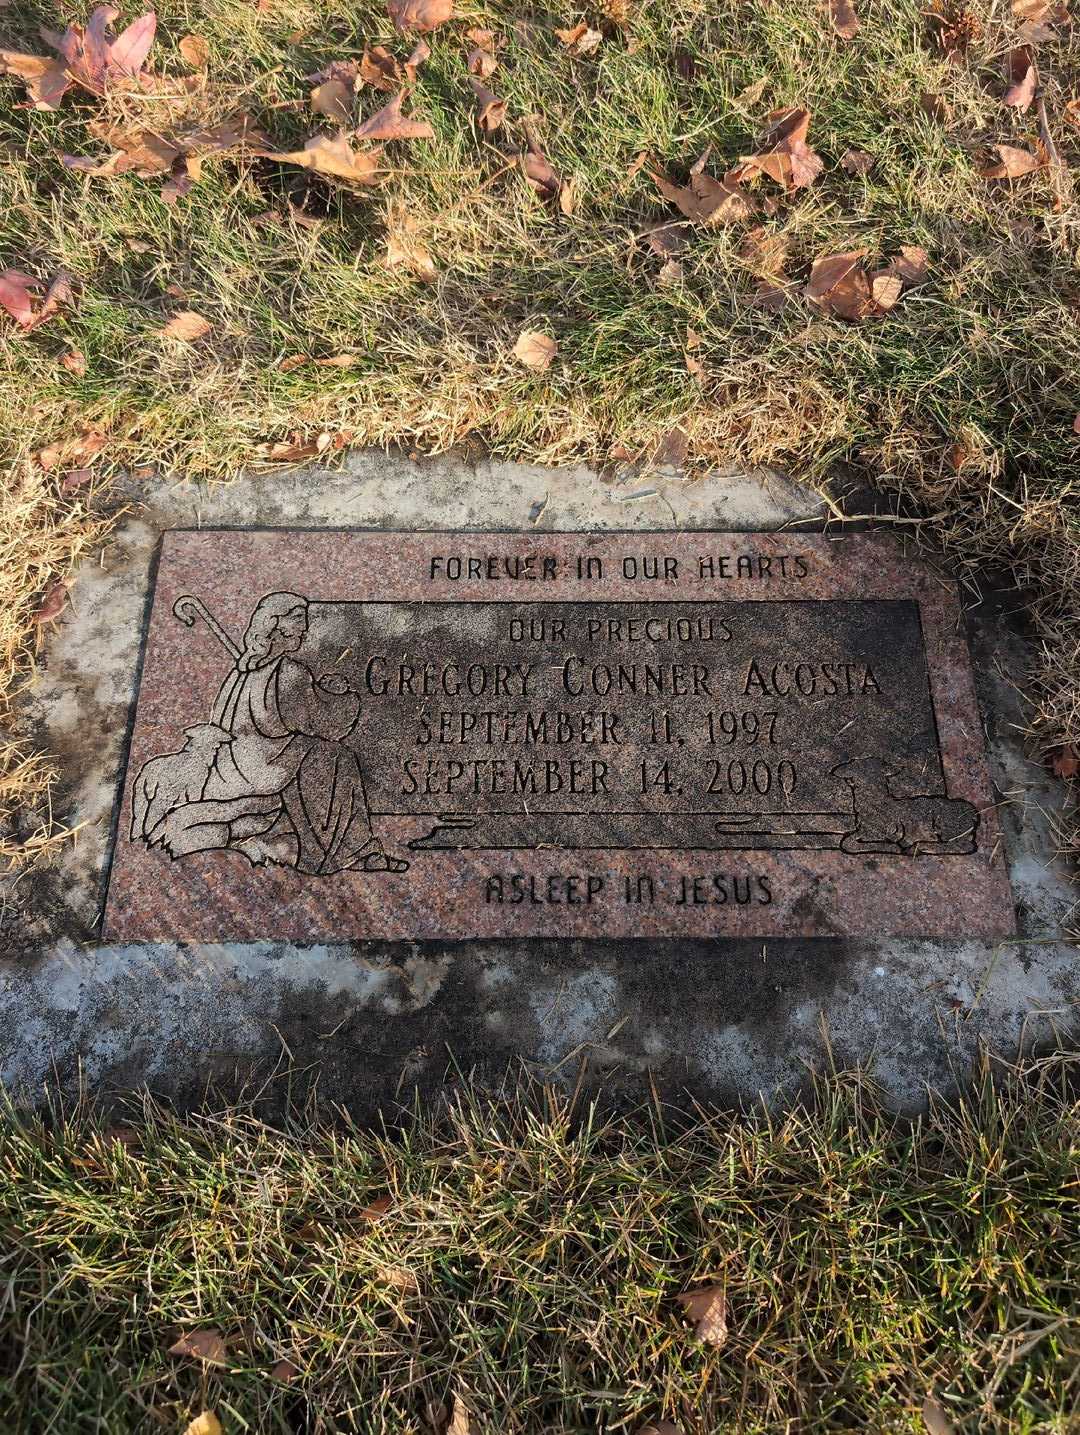 FOREVER IN OUR HEARTS
OUR PRECIOUS
GREGORY CONNER ACOSTA
SEPTEMBER 11, 1997
SEPTEMBER 14, 2000
ASLEEP IN JESUS